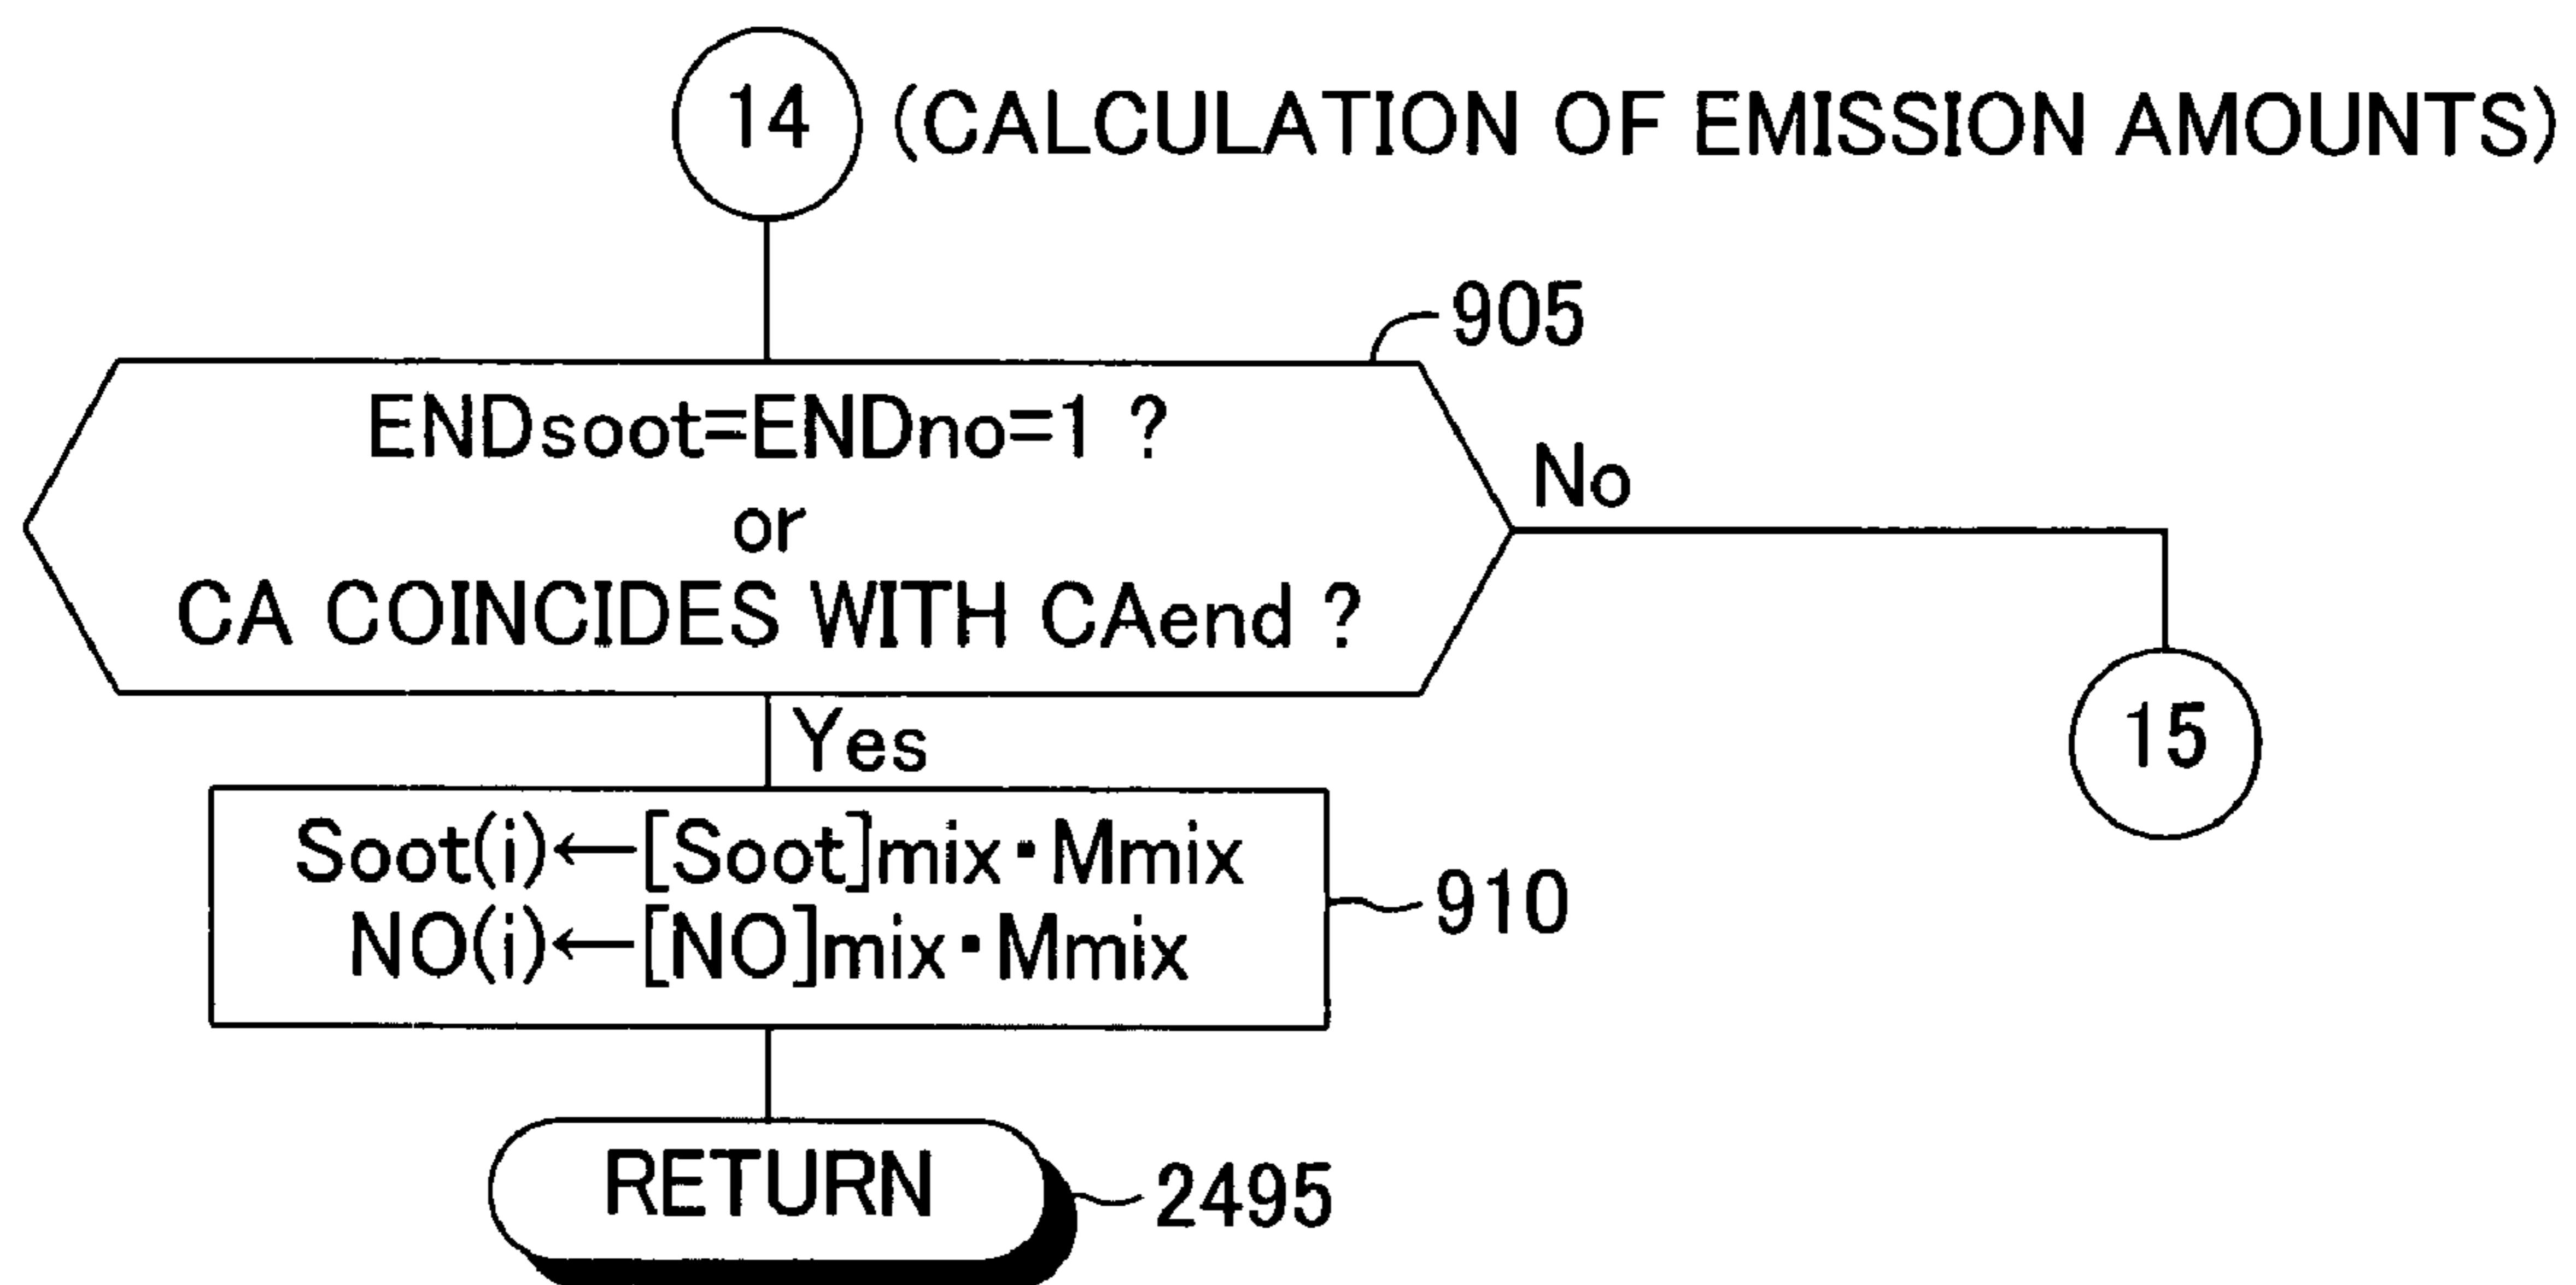 14 (CALCULATION OF EMISSION AMOUNTS)
905
ENDsoot=ENDno=1 ?
or
CA COINCIDES WITH CAend ?
No
15
Yes
Soot(i)←[Soot]mix・Mmix
NO(i)←[NO]mix・Mmix
910
RETURN
2495